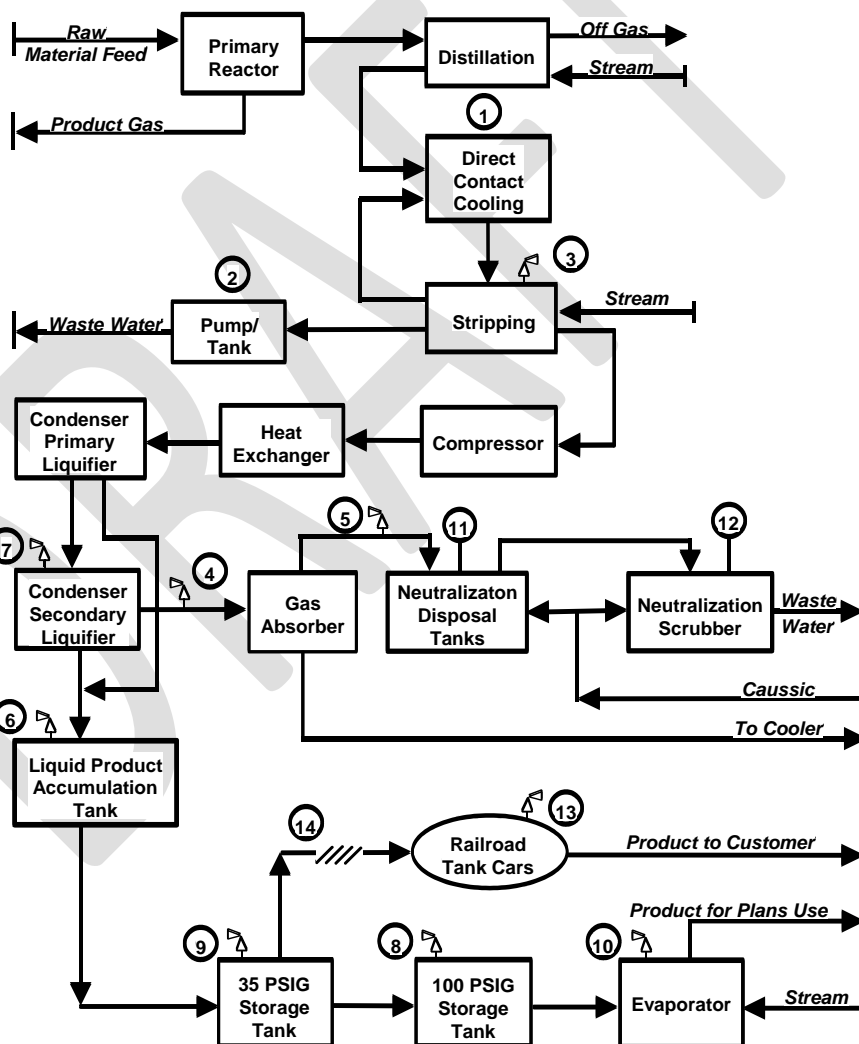 Raw
Material Feed
Primary
Reactor
Distillation
Off Gas
Stream
Product Gas
1
Direct
Contact
Cooling
2
3
Pump/
Tank
Waste Water
Stripping
Stream
Condenser
Primary
Liquifier
Heat
Exchanger
Compressor
5
11
12
7
4
Condenser
Secondary
Liquifier
Gas
Absorber
Neutralizaton
Disposal
Tanks
Neutralization
Scrubber
Waste
Water
Caussic
To Cooler
6
Liquid Product
Accumulation
Tank
14
13
Railroad
Tank Cars
Product to Customer
Product for Plans Use
9
8
10
35 PSIG
Storage
Tank
100 PSIG
Storage
Tank
Evaporator
Stream
DRAFT